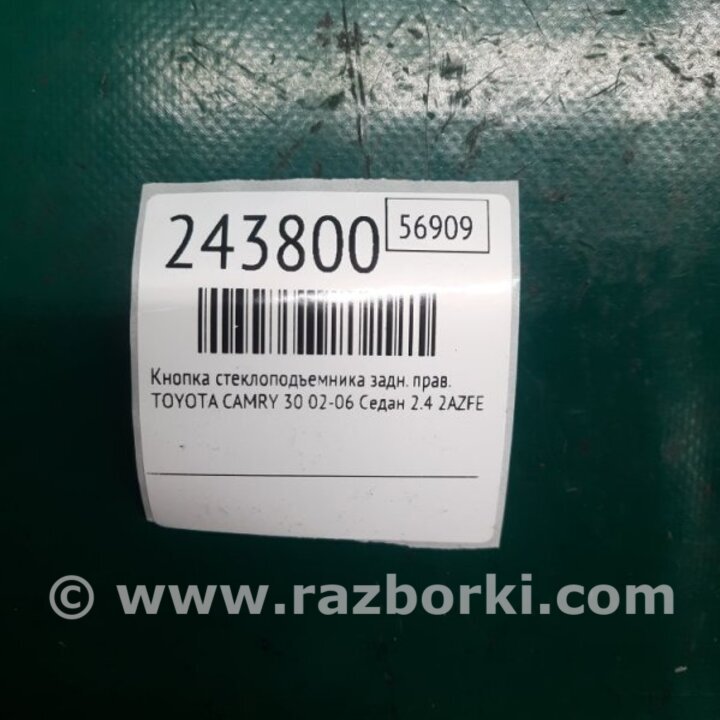 243800
56909
Кнопка стеклоподъемника задн. прав.
TOYOTA CAMRY 30 02-06 Седан 2.4 2AZFE
© www.razborki.com